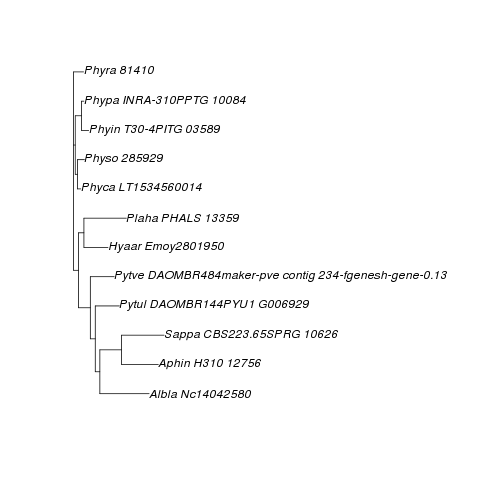 Phyra 81410
Phypa INRA-310PPTG 10084
Phyin T30-4PITG 03589
Physo 285929
Phyca LT1534560014
Plaha PHALS 13359
Hyaar Emoy2801950
Pytve DAOMBR484maker-pve contig 234-fgenesh-gene-0.13
Pytul DAOMBR144PYU1 G006929
Sappa CBS223.65SPRG 10626
Aphin H310 12756
Albla Nc14042580